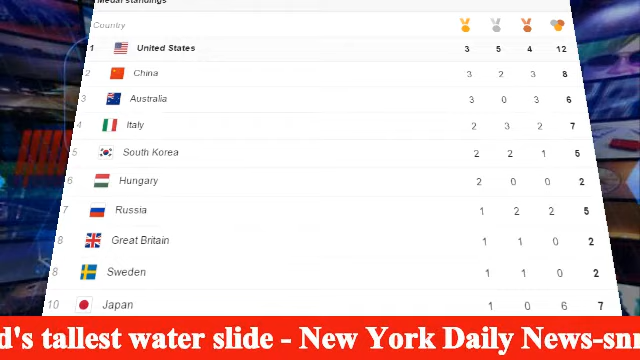 Medal standings
Country
1 United States 3 5 4 12
2 China 3 2 3 8
3 Australia 3 0 3 6
4 Italy 2 3 2 7
5 South Korea 2 2 1 5
6 Hungary 2 0 0 2
7 Russia 1 2 2 5
8 Great Britain 1 1 0 2
8 Sweden 1 1 0 2
10 Japan 1 0 6 7
d's tallest water slide - New York Daily News-sn